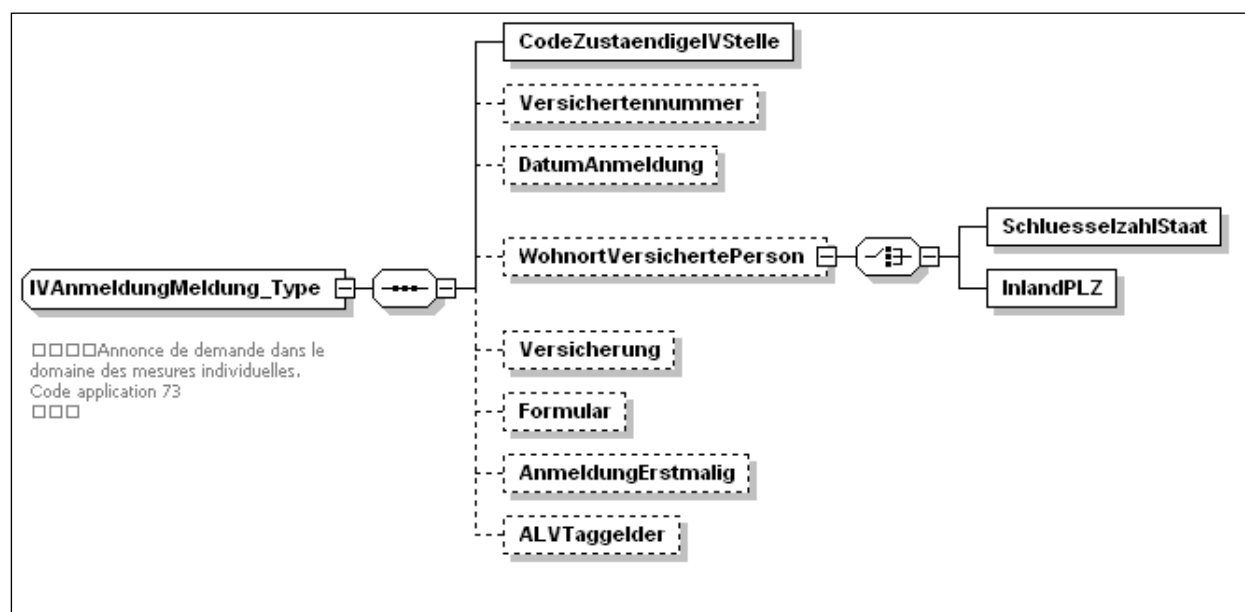 CodeZustaendigeIVStelle
Versichertennummer
DatumAnmeldung
WohnortVersichertePerson
SchluesselzahlStaat
InlandPLZ
IVAnmeldungMeldung_Type
□□□□Annonce de demande dans le
domaine des mesures individuelles.
Code application 73
□□□
Versicherung
Formular
AnmeldungErstmalig
ALVTaggelder